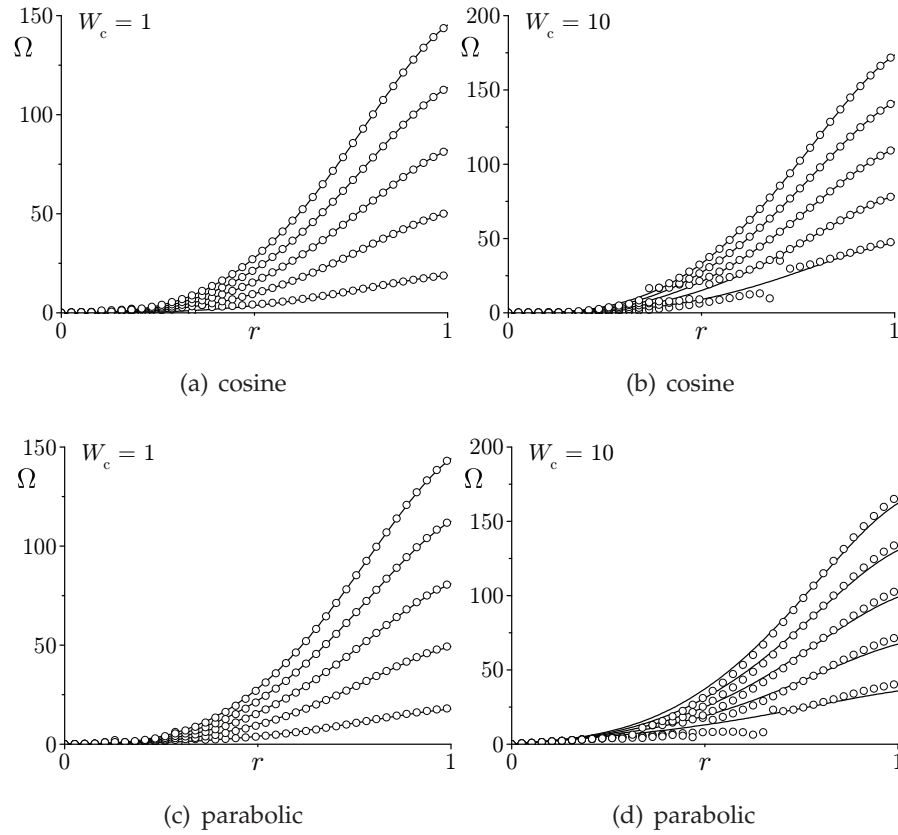 150
W_c = 1
Ω
100
50
0
0
r
1
(a) cosine
200
W_c = 10
Ω
150
100
50
0
0
r
1
(b) cosine
150
W_c = 1
Ω
100
50
0
0
r
1
(c) parabolic
200
W_c = 10
Ω
150
100
50
0
0
r
1
(d) parabolic